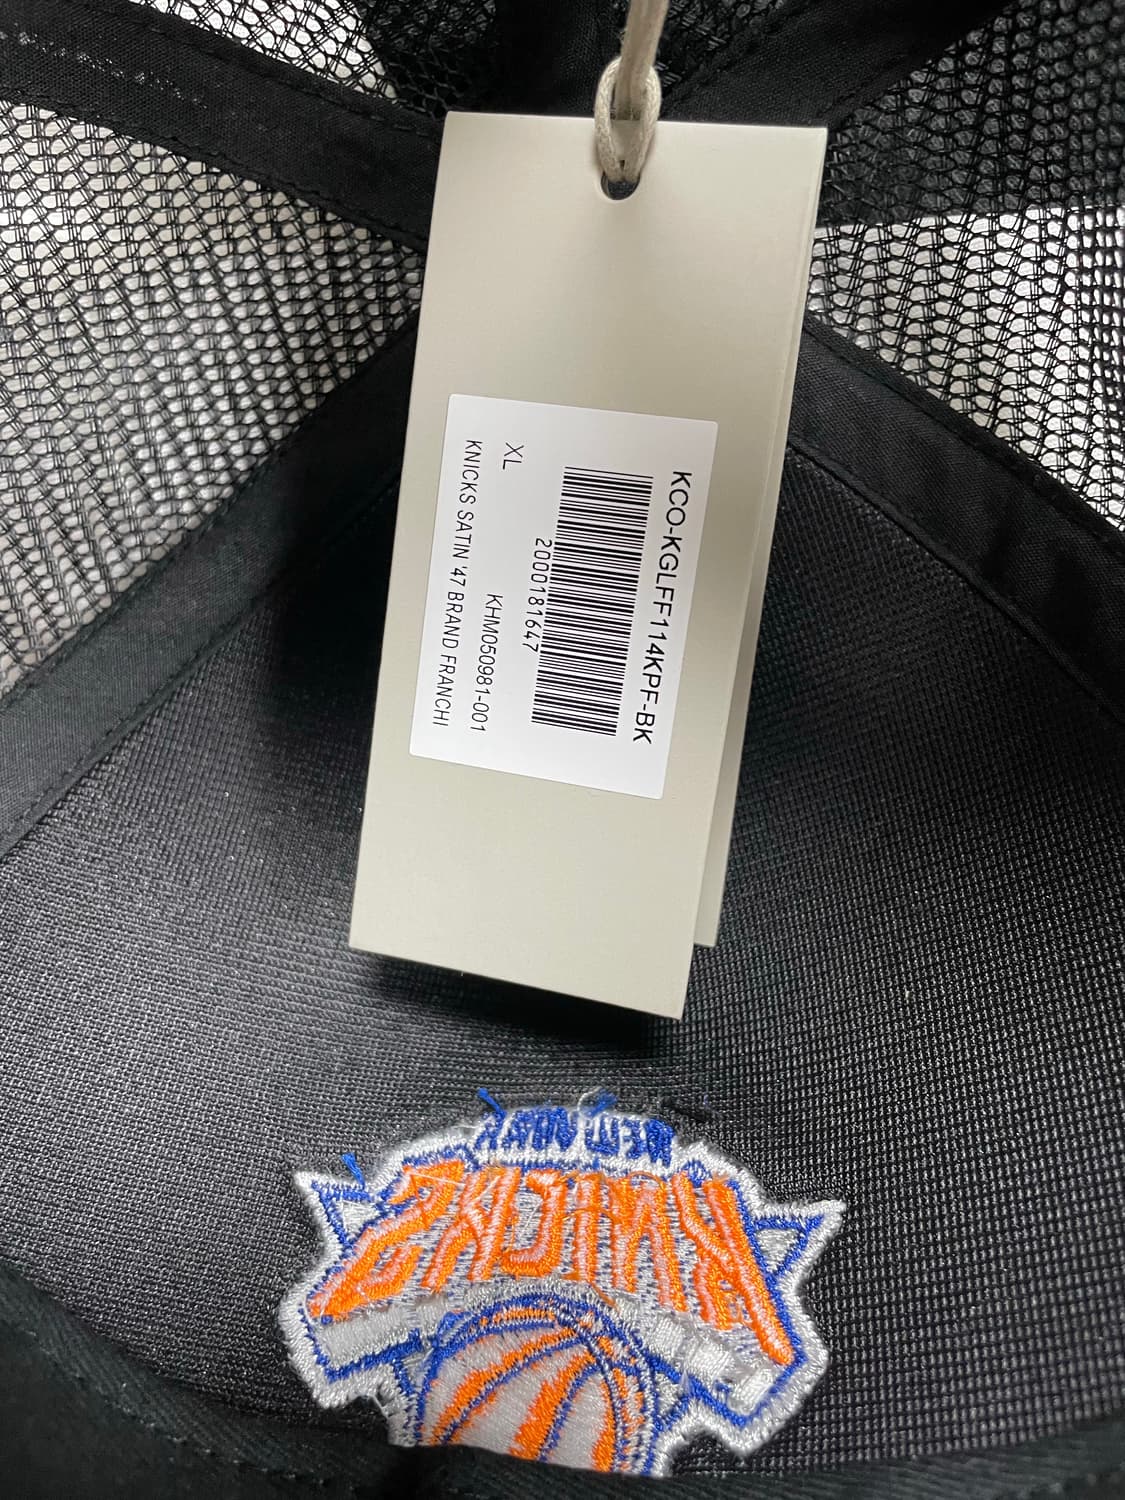 KCO-KGLFF114KPF-BK
2000181647
XL KHM050981-001
KNICKS SATIN '47 BRAND FRANCHI
NEW YORK
KNICKS